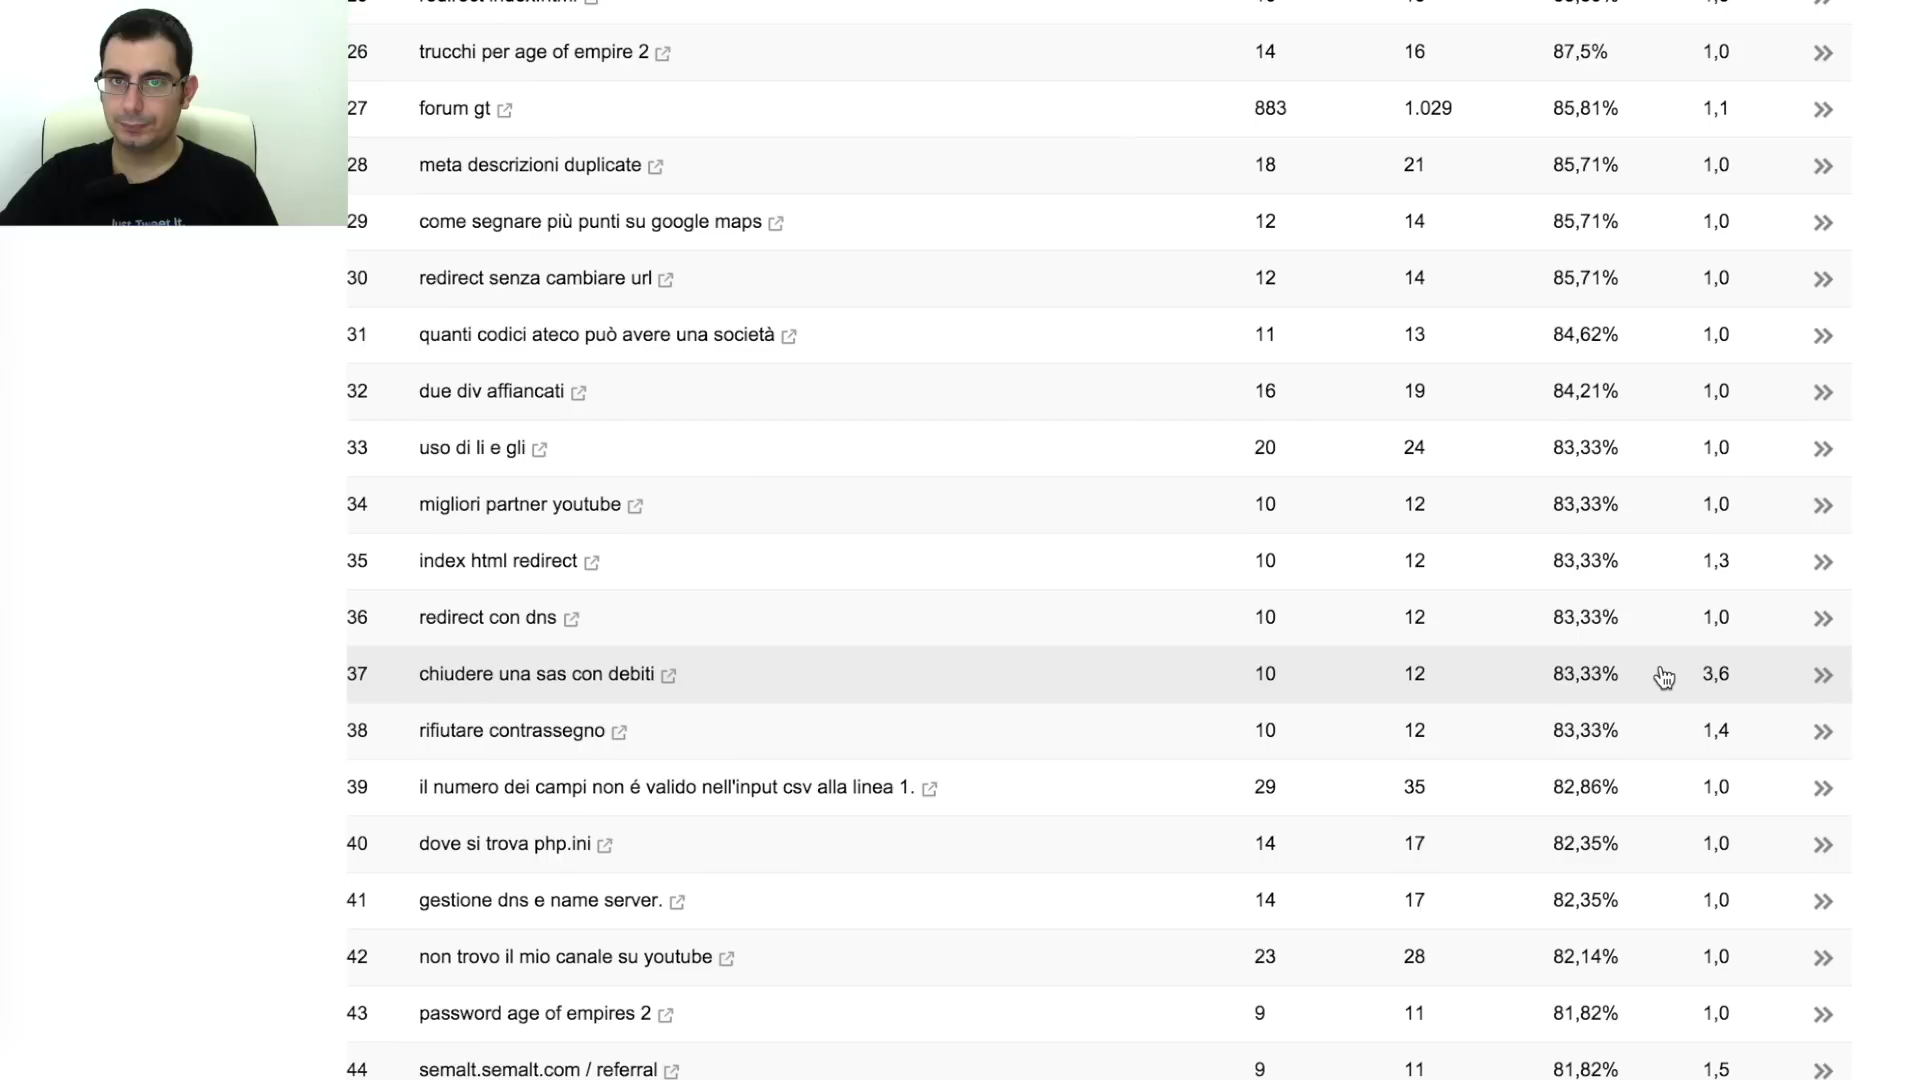 26 trucchi per age of empire 2 14 16 87,5% 1,0
27 forum gt 883 1.029 85,81% 1,1
28 meta descrizioni duplicate 18 21 85,71% 1,0
29 come segnare più punti su google maps 12 14 85,71% 1,0
30 redirect senza cambiare url 12 14 85,71% 1,0
31 quanti codici ateco può avere una società 11 13 84,62% 1,0
32 due div affiancati 16 19 84,21% 1,0
33 uso di li e gli 20 24 83,33% 1,0
34 migliori partner youtube 10 12 83,33% 1,0
35 index html redirect 10 12 83,33% 1,3
36 redirect con dns 10 12 83,33% 1,0
37 chiudere una sas con debiti 10 12 83,33% 3,6
38 rifiutare contrassegno 10 12 83,33% 1,4
39 il numero dei campi non é valido nell'input csv alla linea 1. 29 35 82,86% 1,0
40 dove si trova php.ini 14 17 82,35% 1,0
41 gestione dns e name server. 14 17 82,35% 1,0
42 non trovo il mio canale su youtube 23 28 82,14% 1,0
43 password age of empires 2 9 11 81,82% 1,0
44 semalt.semalt.com / referral 9 11 81,82% 1,5
Just Tweet It.